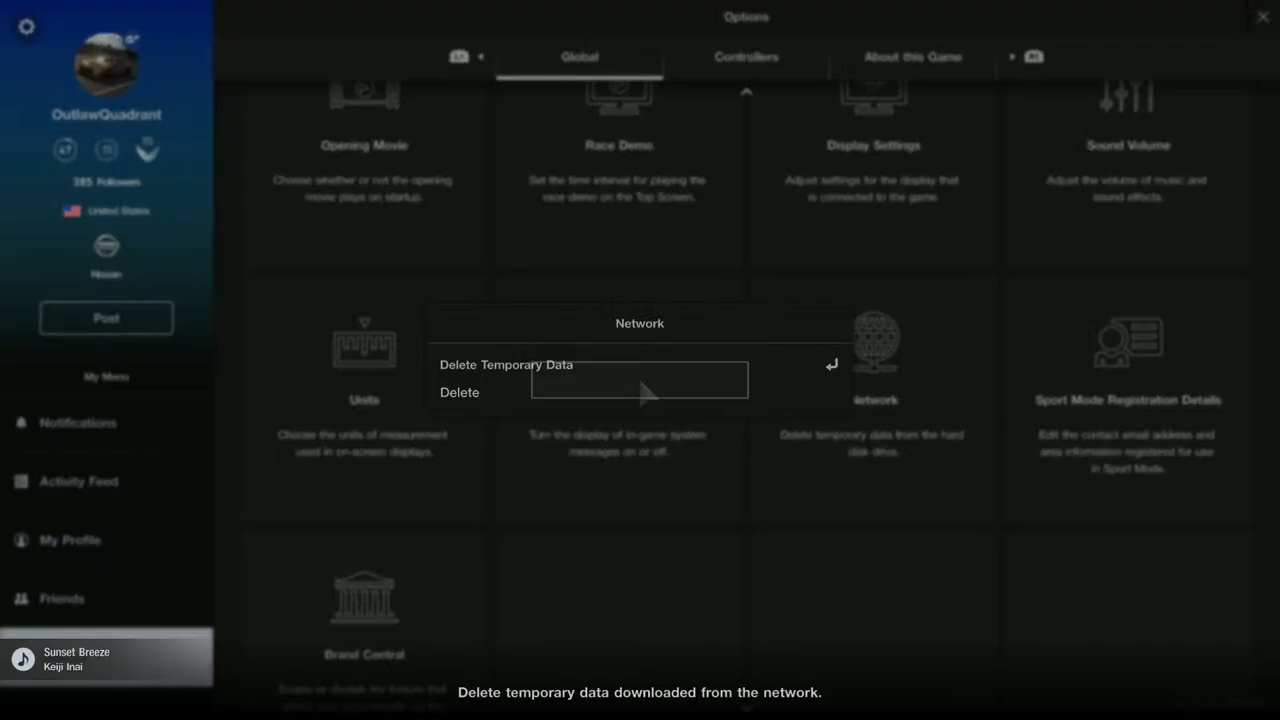 Options
Global
Controllers
About this Game
OutlawQuadrant
47
385 Followers
United States
Nissan
Post
My Menu
Notifications
Activity Feed
My Profile
Friends
Sunset Breeze
Keiji Inai
Opening Movie
Choose whether or not the opening
movie plays on startup.
Race Demo
Set the time interval for playing the
race demo on the Top Screen.
Display Settings
Adjust settings for the display that
is connected to the game.
Sound Volume
Adjust the volume of music and
sound effects.
Network
Delete Temporary Data
Delete
Units
Choose the units of measurement
used in on-screen displays.
Turn the display of in-game system
messages on or off.
Network
Delete temporary data from the hard
disk drive.
Sport Mode Registration Details
Edit the contact email address and
area information registered for use
in Sport Mode.
Brand Central
Delete temporary data downloaded from the network.